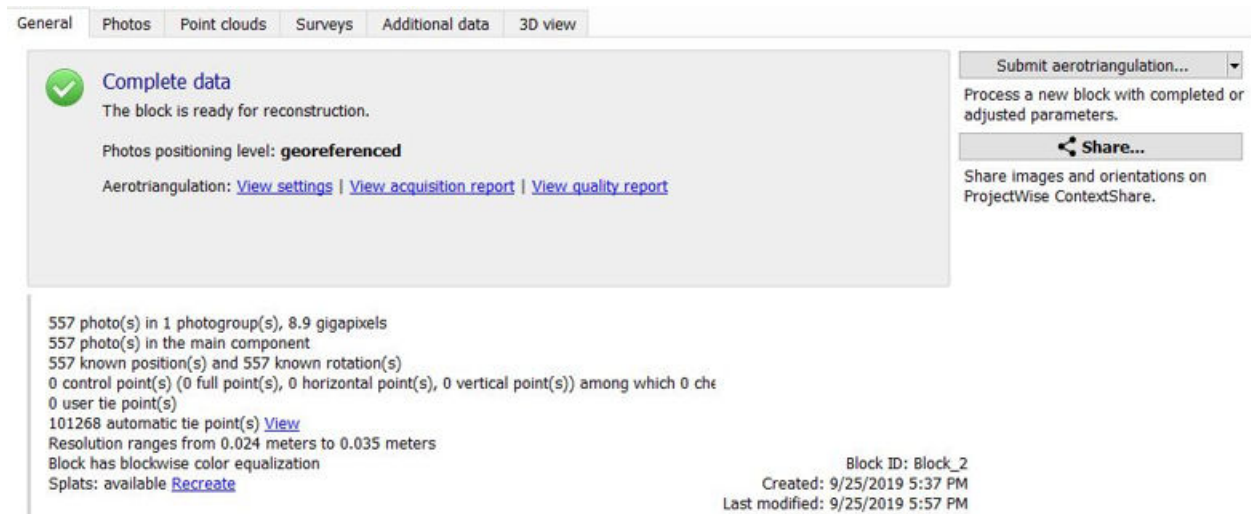 General Photos Point clouds Surveys Additional data 3D view
Complete data
The block is ready for reconstruction.
Photos positioning level: georeferenced
Aerotriangulation: View settings | View acquisition report | View quality report
Submit aerotriangulation...
Process a new block with completed or
adjusted parameters.
Share...
Share images and orientations on
ProjectWise ContextShare.
557 photo(s) in 1 photogroup(s), 8.9 gigapixels
557 photo(s) in the main component
557 known position(s) and 557 known rotation(s)
0 control point(s) (0 full point(s), 0 horizontal point(s), 0 vertical point(s)) among which 0 che
0 user tie point(s)
101268 automatic tie point(s) View
Resolution ranges from 0.024 meters to 0.035 meters
Block has blockwise color equalization
Splats: available Recreate
Block ID: Block_2
Created: 9/25/2019 5:37 PM
Last modified: 9/25/2019 5:57 PM